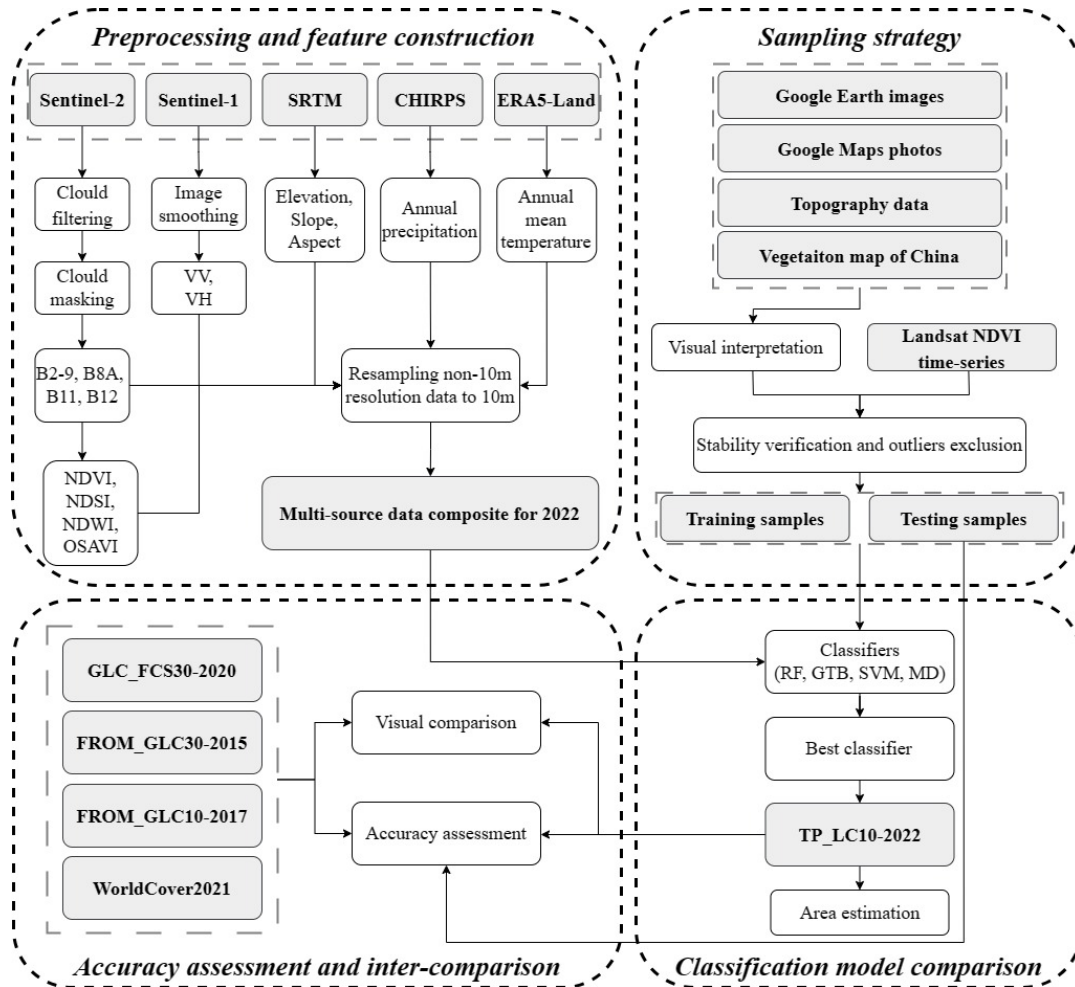 Preprocessing and feature construction
Sentinel-2
Sentinel-1
SRTM
CHIRPS
ERA5-Land
Clould
filtering
Image
smoothing
Elevation,
Slope,
Aspect
Annual
precipitation
Annual
mean
temperature
Clould
masking
VV,
VH
B2-9, B8A,
B11, B12
Resampling non-10m
resolution data to 10m
NDVI,
NDSI,
NDWI,
OSAVI
Multi-source data composite for 2022
Sampling strategy
Google Earth images
Google Maps photos
Topography data
Vegetaiton map of China
Visual interpretation
Landsat NDVI
time-series
Stability verification and outliers exclusion
Training samples
Testing samples
GLC_FCS30-2020
FROM_GLC30-2015
FROM_GLC10-2017
WorldCover2021
Visual comparison
Accuracy assessment
Accuracy assessment and inter-comparison
Classifiers
(RF, GTB, SVM, MD)
Best classifier
TP_LC10-2022
Area estimation
Classification model comparison